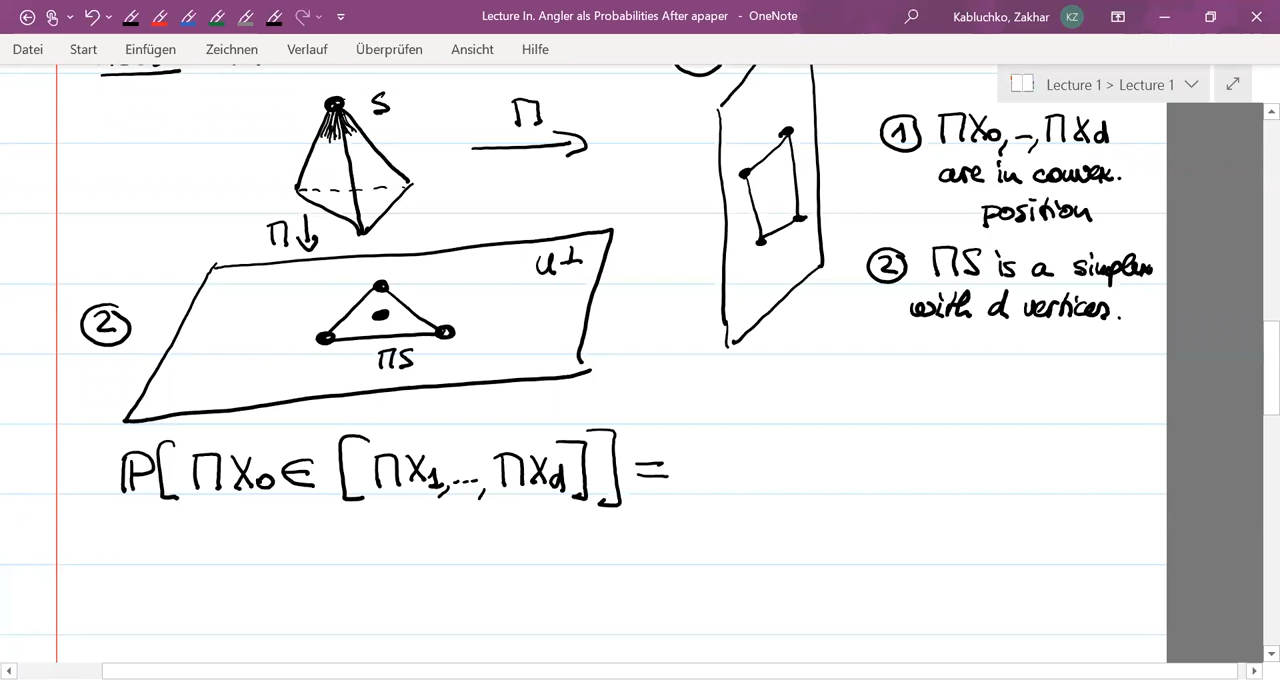 Lecture In. Angler als Probabilities After apaper - OneNote
Kabluchko, Zakhar
KZ
Datei Start Einfügen Zeichnen Verlauf Überprüfen Ansicht Hilfe
Lecture 1 > Lecture 1
S
Π
Π↓
u⊥
②
ΠS
① ΠX₀,…,ΠX_d
are in convex.
position
② ΠS is a simplex
with d vertices.
ℙ[ΠX₀∈[ΠX₁,…,ΠX_d]]=